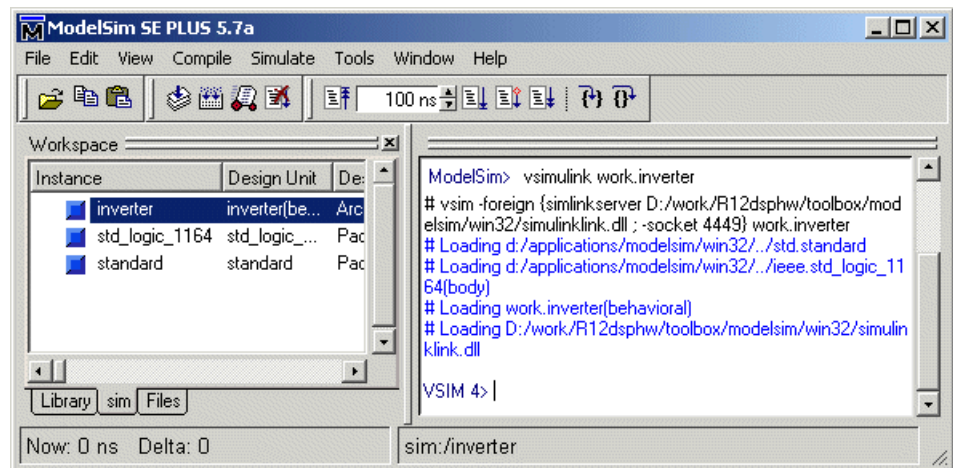 ModelSim SE PLUS 5.7a
File Edit View Compile Simulate Tools Window Help
100 ns
Workspace
Instance Design Unit De:
inverter inverter(be... Arc
std_logic_1164 std_logic_... Pac
standard standard Pac
Library sim Files
ModelSim> vsimulink work.inverter
# vsim -foreign {simlinkserver D:/work/R12dsphw/toolbox/mod
elsim/win32/simulinklink.dll ; -socket 4449} work.inverter
# Loading d:/applications/modelsim/win32/../std.standard
# Loading d:/applications/modelsim/win32/../ieee.std_logic_11
64(body)
# Loading work.inverter(behavioral)
# Loading D:/work/R12dsphw/toolbox/modelsim/win32/simulin
klink.dll
VSIM 4>
Now: 0 ns Delta: 0 sim:/inverter